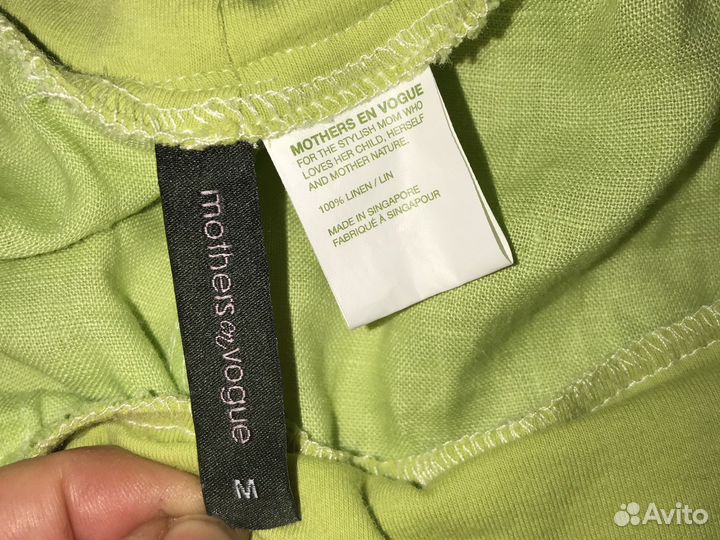 MOTHERS EN VOGUE
FOR THE STYLISH MOM WHO
LOVES HER CHILD, HERSELF
AND MOTHER NATURE.
100% LINEN / LIN
MADE IN SINGAPORE
FABRIQUÉ À SINGAPOUR
mothers en vogue
M
Avito